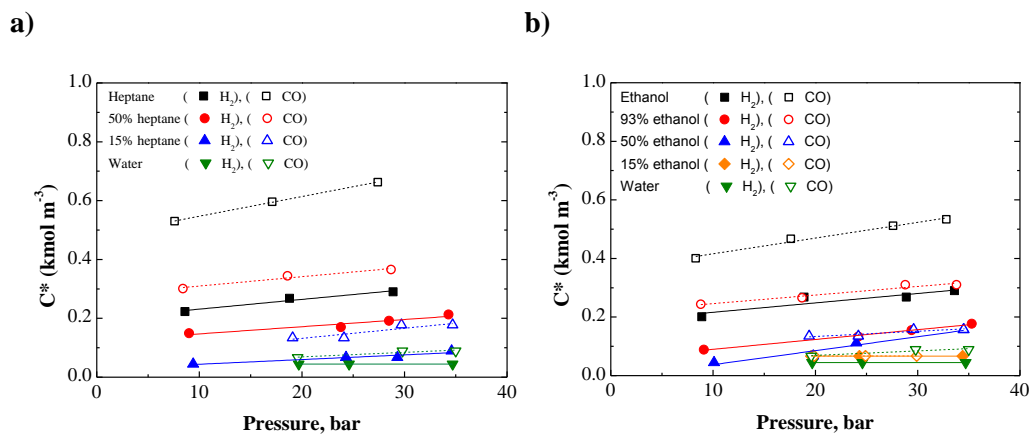 a)
C* (kmol m⁻³)
1.0
0.8
0.6
0.4
0.2
0.0
Heptane ( ■ H₂), ( □ CO)
50% heptane ( ● H₂), ( ○ CO)
15% heptane ( ▲ H₂), ( △ CO)
Water ( ▼ H₂), ( ▽ CO)
0 10 20 30 40
Pressure, bar
b)
C* (kmol m⁻³)
1.0
0.8
0.6
0.4
0.2
0.0
Ethanol ( ■ H₂), ( □ CO)
93% ethanol ( ● H₂), ( ○ CO)
50% ethanol ( ▲ H₂), ( △ CO)
15% ethanol ( ◆ H₂), ( ◇ CO)
Water ( ▼ H₂), ( ▽ CO)
0 10 20 30 40
Pressure, bar